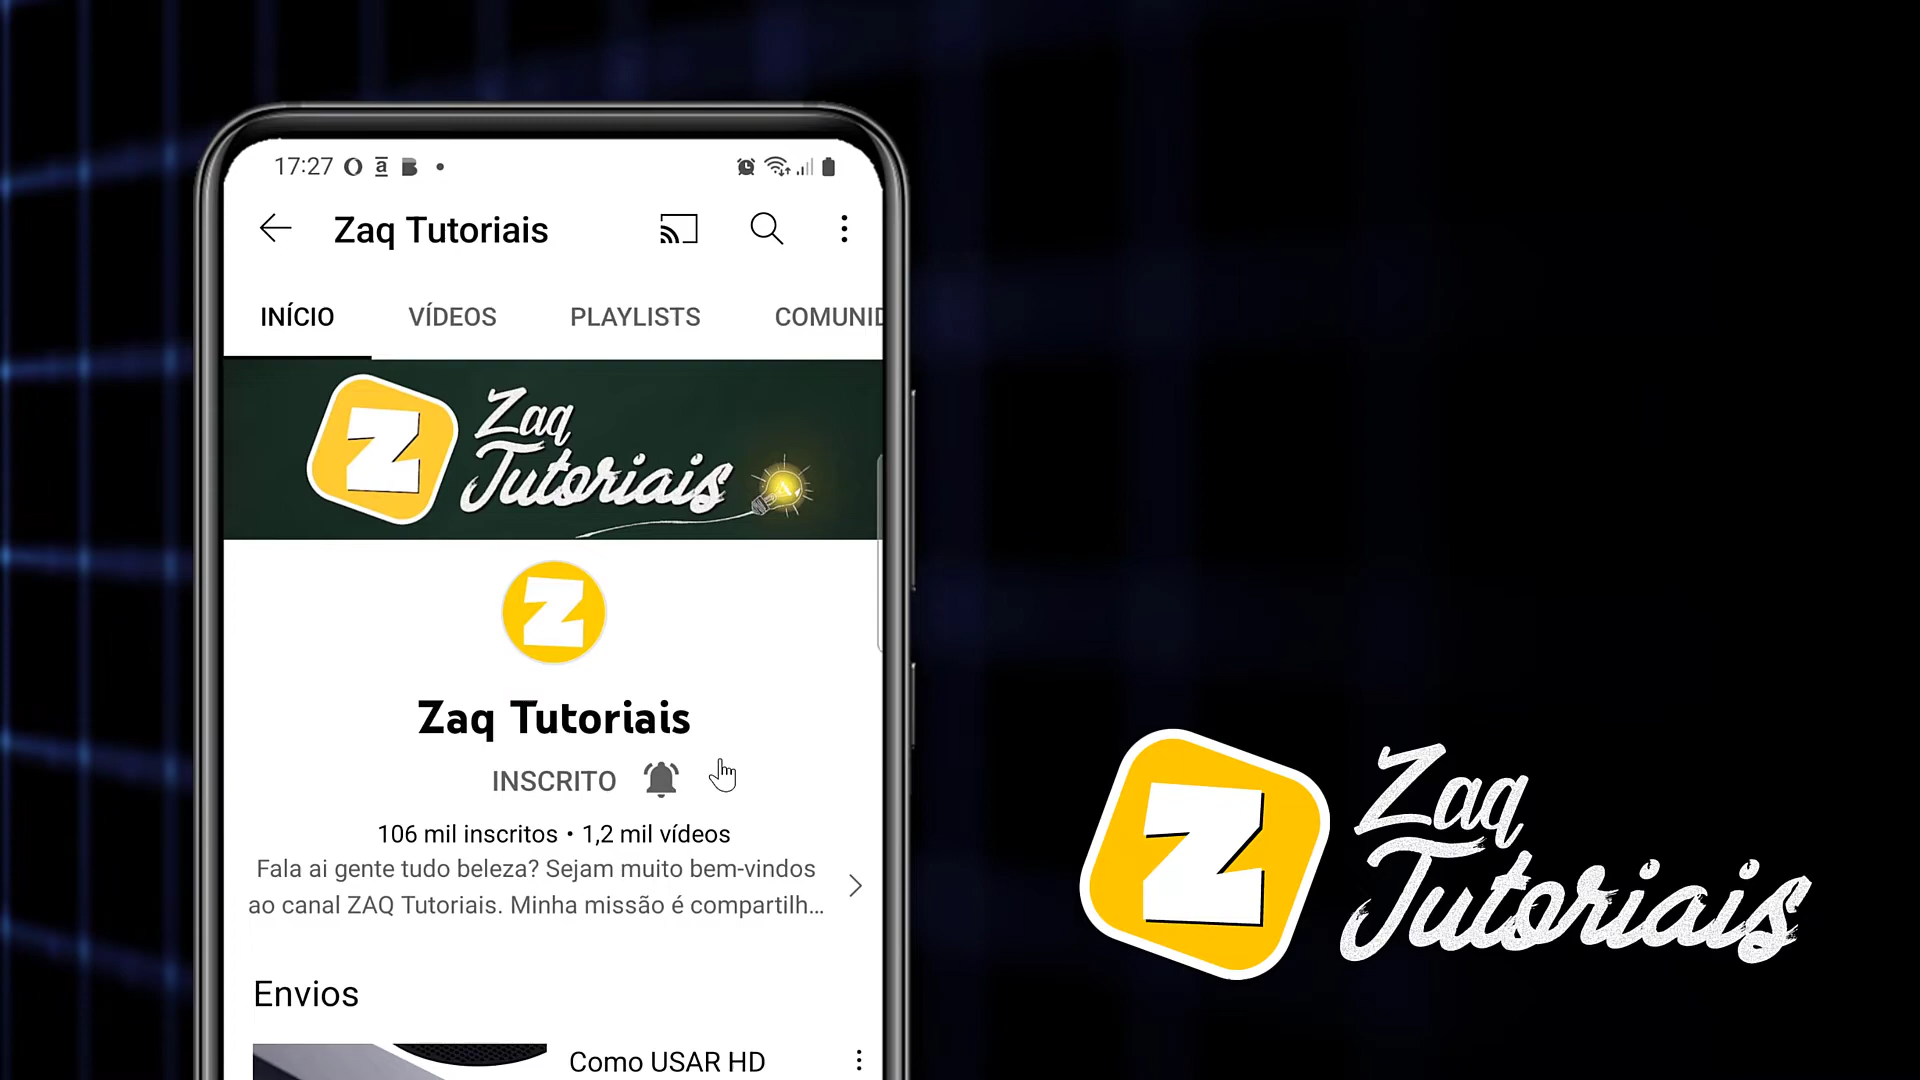 17:27
Zaq Tutoriais
INÍCIO VÍDEOS PLAYLISTS COMUNID
Z Zaq
Tutoriais
Z
Zaq Tutoriais
INSCRITO
106 mil inscritos • 1,2 mil vídeos
Fala ai gente tudo beleza? Sejam muito bem-vindos
ao canal ZAQ Tutoriais. Minha missão é compartilh...
Envios
Como USAR HD
Z Zaq
Tutoriais